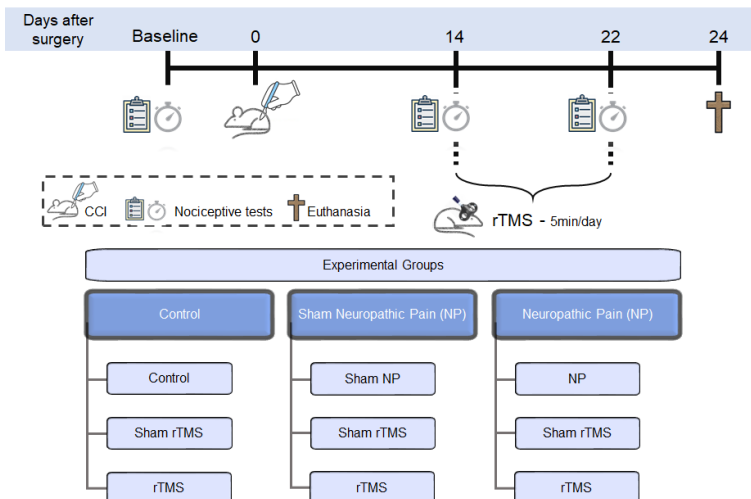 Days after
surgery
Baseline 0 14 22 24
CCI Nociceptive tests Euthanasia
rTMS - 5min/day
Experimental Groups
Control Sham Neuropathic Pain (NP) Neuropathic Pain (NP)
Control Sham NP NP
Sham rTMS Sham rTMS Sham rTMS
rTMS rTMS rTMS